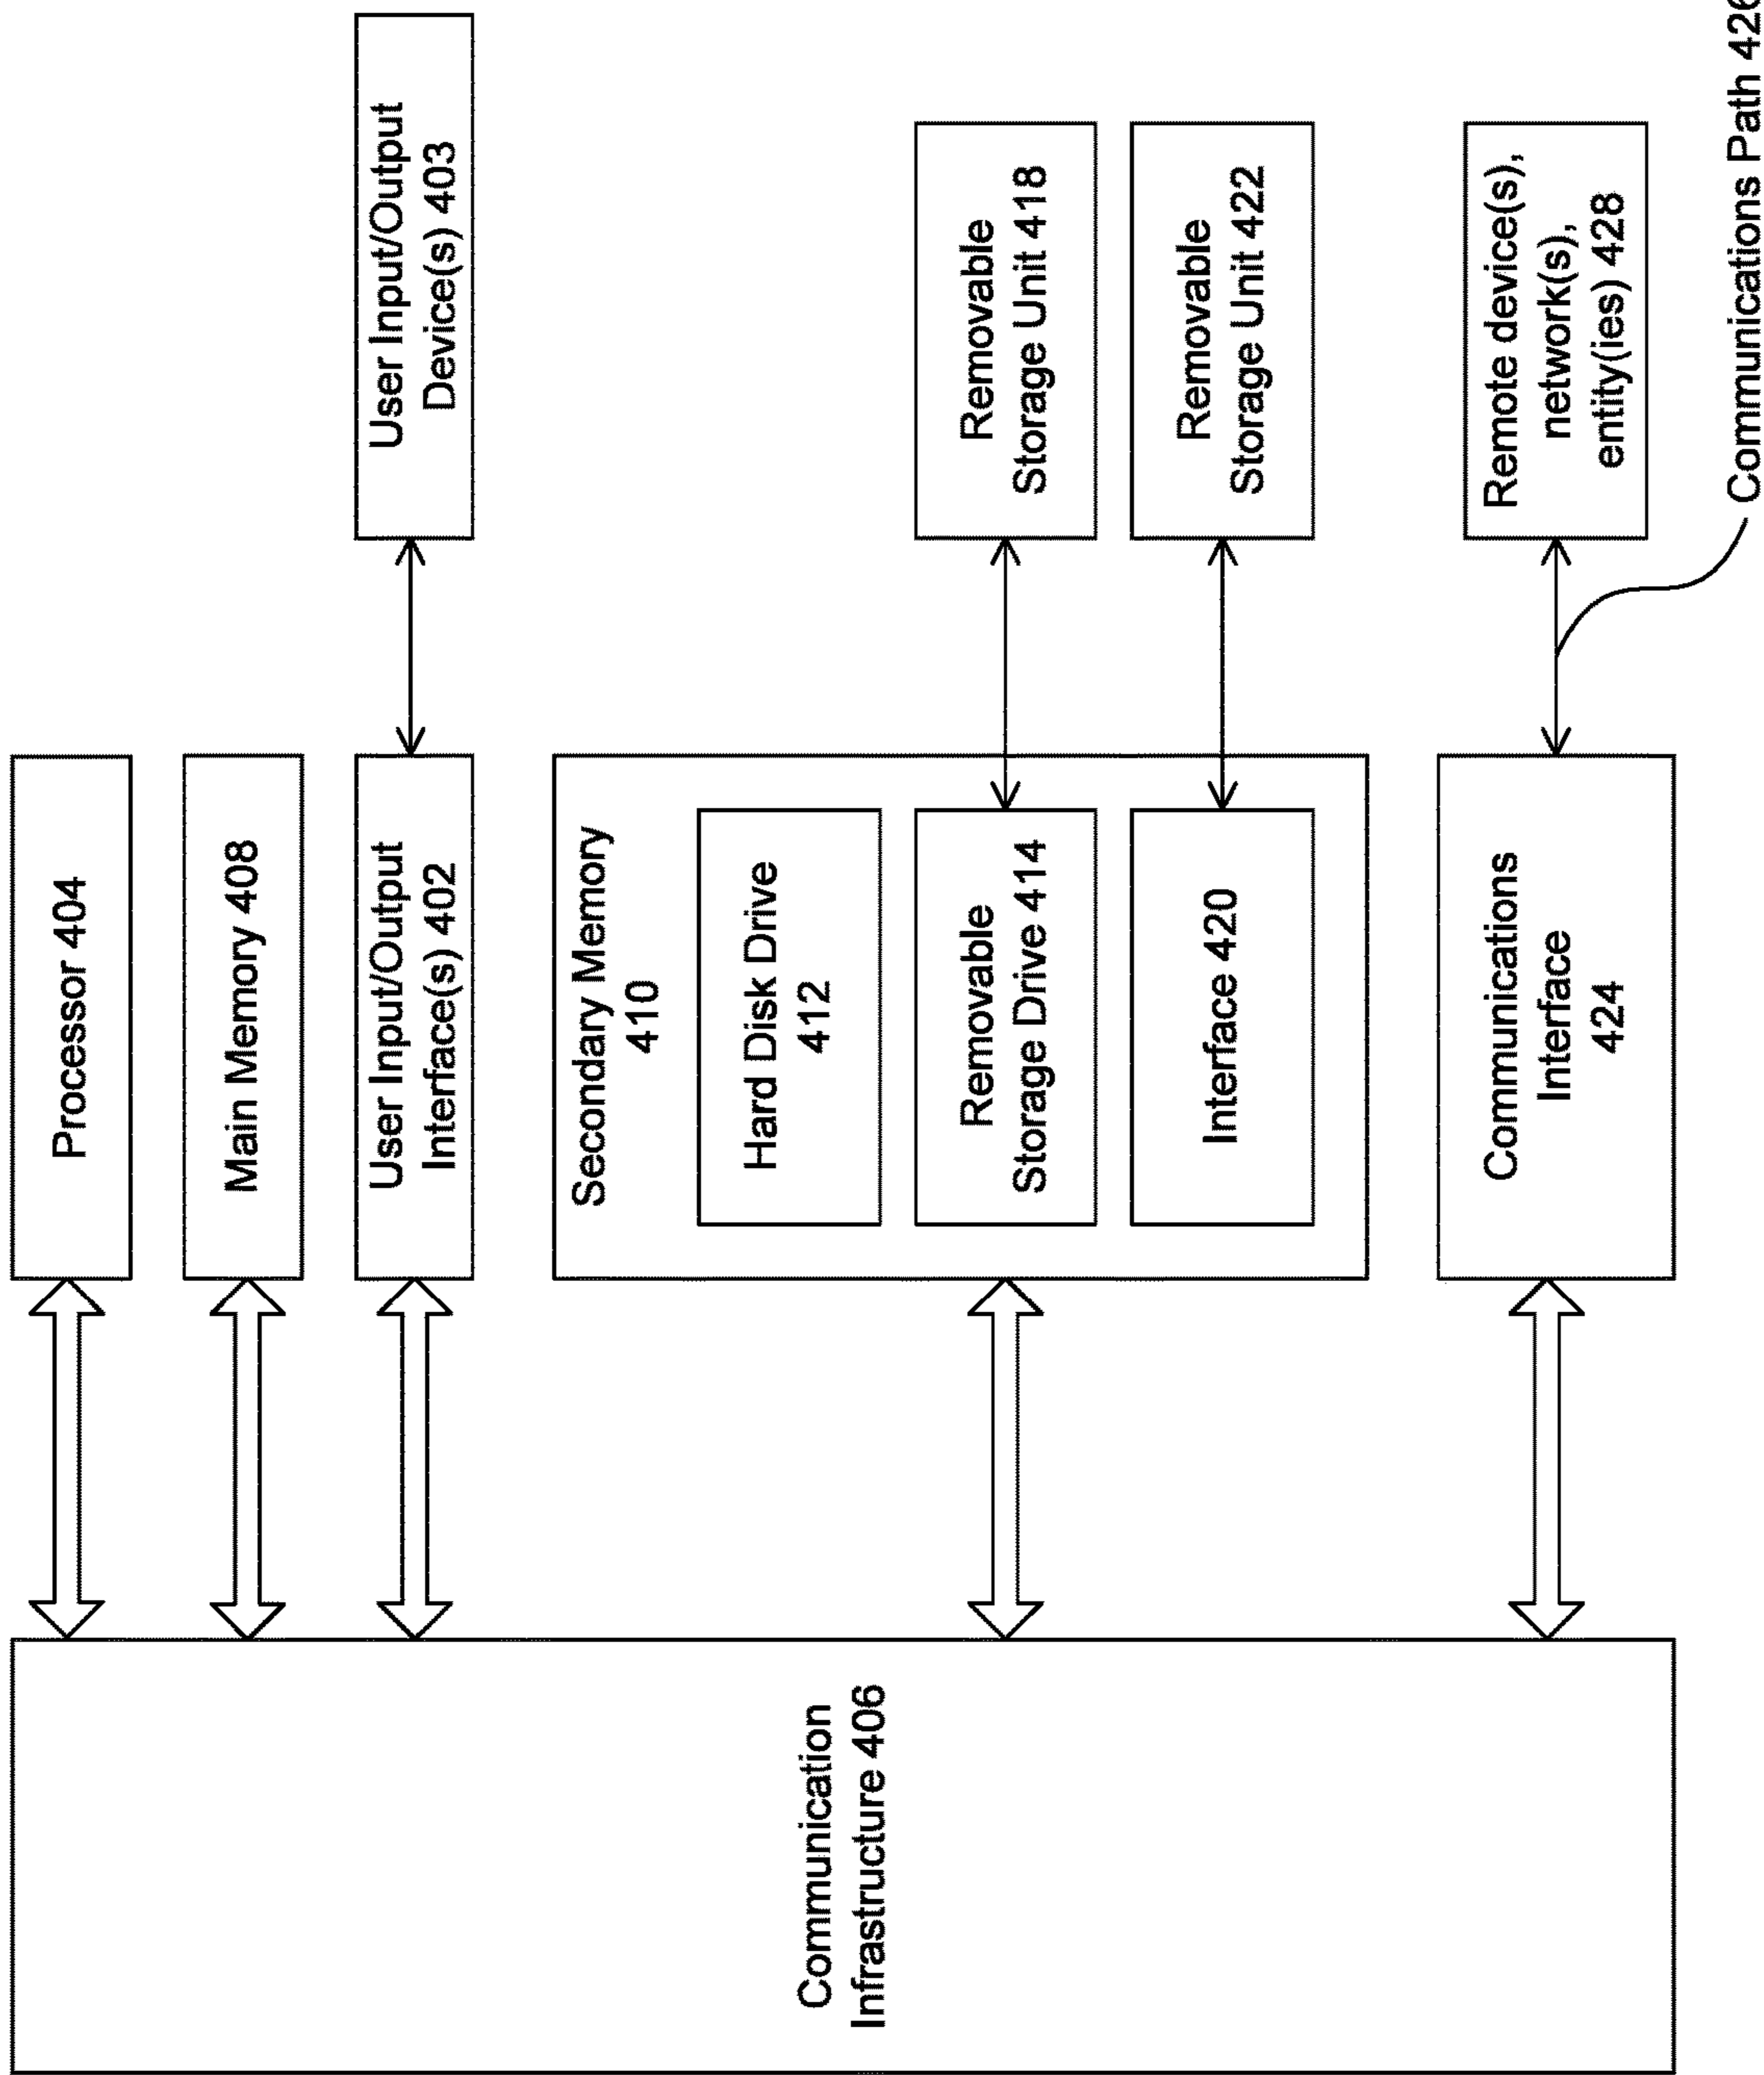 Processor 404
Main Memory 408
User Input/Output
Interface(s) 402
User Input/Output
Device(s) 403
Communication
Infrastructure 406
Secondary Memory
410
Hard Disk Drive
412
Removable
Storage Drive 414
Removable
Storage Unit 418
Interface 420
Removable
Storage Unit 422
Communications
Interface
424
Remote device(s),
network(s),
entity(ies) 428
Communications Path 426